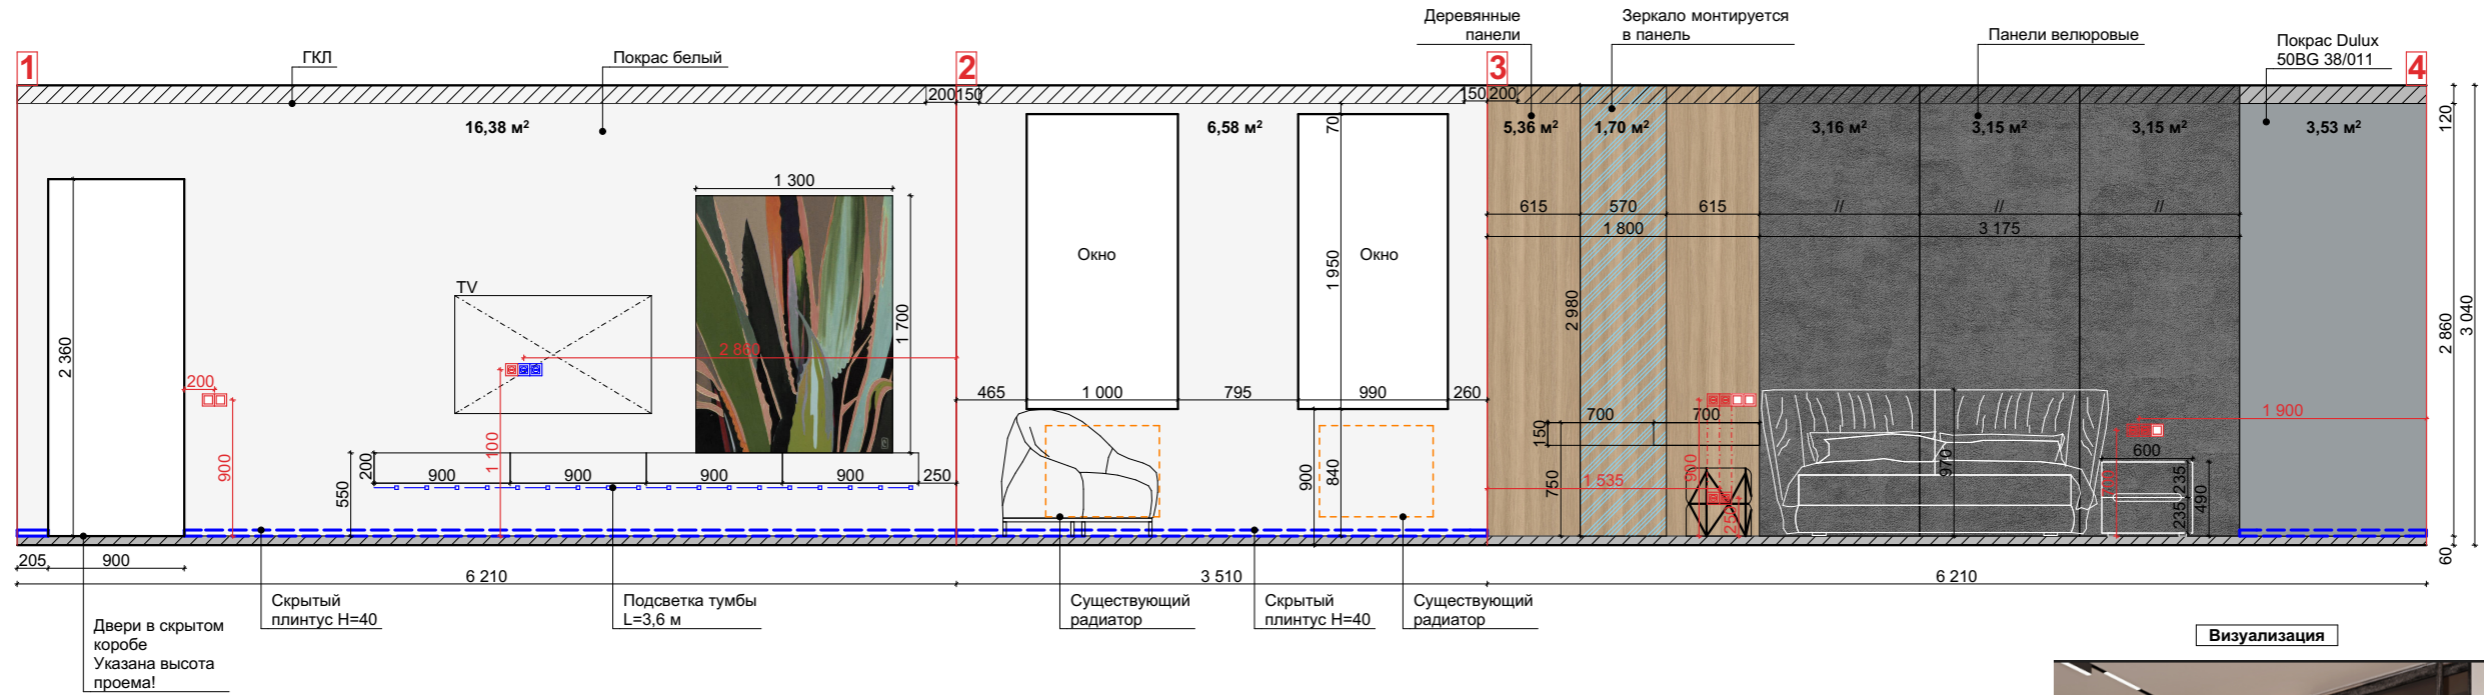 Деревянные
панели
Зеркало монтируется
в панель
ГКЛ
Покрас белый
Панели велюровые
Покрас Dulux
50BG 38/011
1
2
3
4
200
150
150
200
16,38 м²
6,58 м²
5,36 м²
1,70 м²
3,16 м²
3,15 м²
3,15 м²
3,53 м²
70
120
1 300
615
570
615
//
//
//
1 800
3 175
Окно
Окно
1 950
2 980
2 860
3 040
TV
1 700
2 360
2 860
200
465
1 000
795
990
260
700
700
150
1 900
900
1 100
550
200
900
900
900
900
250
900
840
750
1 535
900
250
970
700
600
235
235
490
60
205
900
6 210
3 510
6 210
Скрытый
плинтус H=40
Подсветка тумбы
L=3,6 м
Существующий
радиатор
Скрытый
плинтус H=40
Существующий
радиатор
Двери в скрытом
коробе
Указана высота
проема!
Визуализация